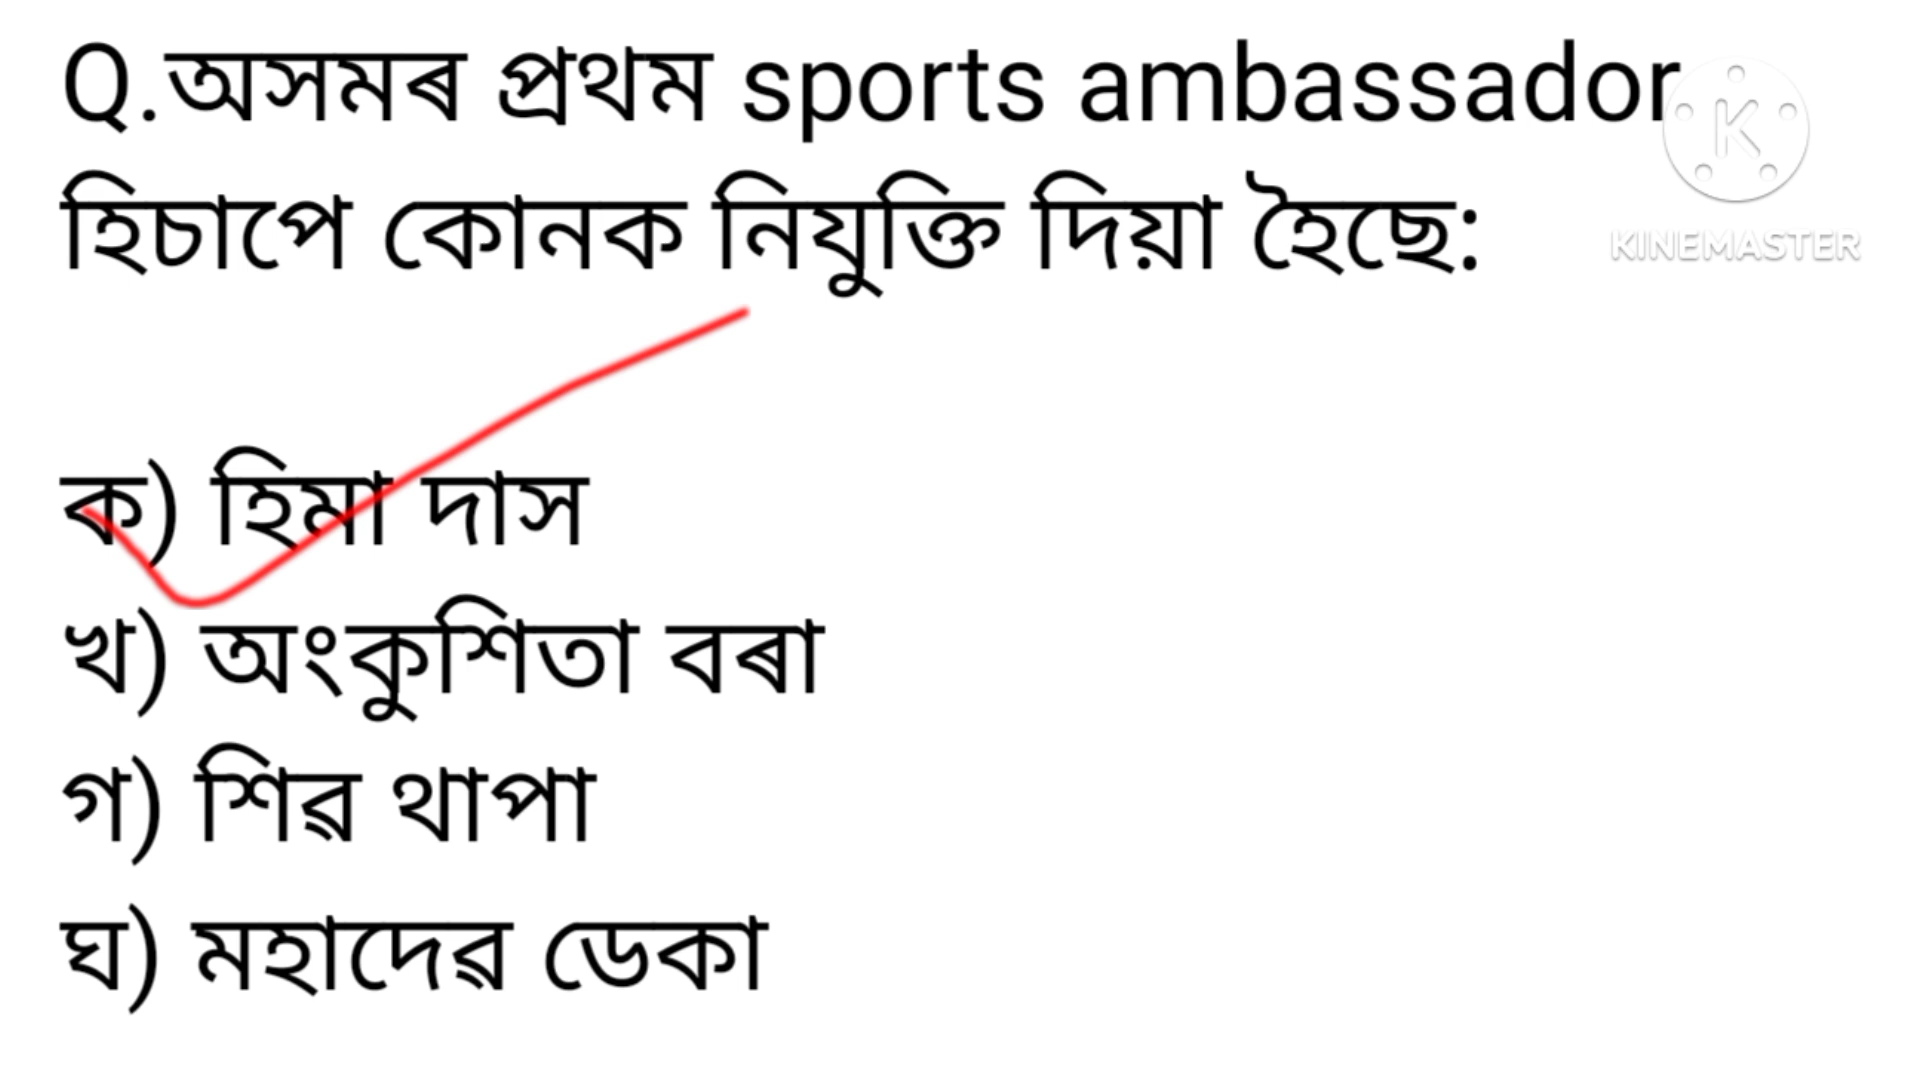 Q.অসমৰ প্ৰথম sports ambassador
হিচাপে কোনক নিযুক্তি দিয়া হৈছে:
K
KINEMASTER
ক) হিমা দাস
খ) অংকুশিতা বৰা
গ) শিৱ থাপা
ঘ) মহাদেৱ ডেকা